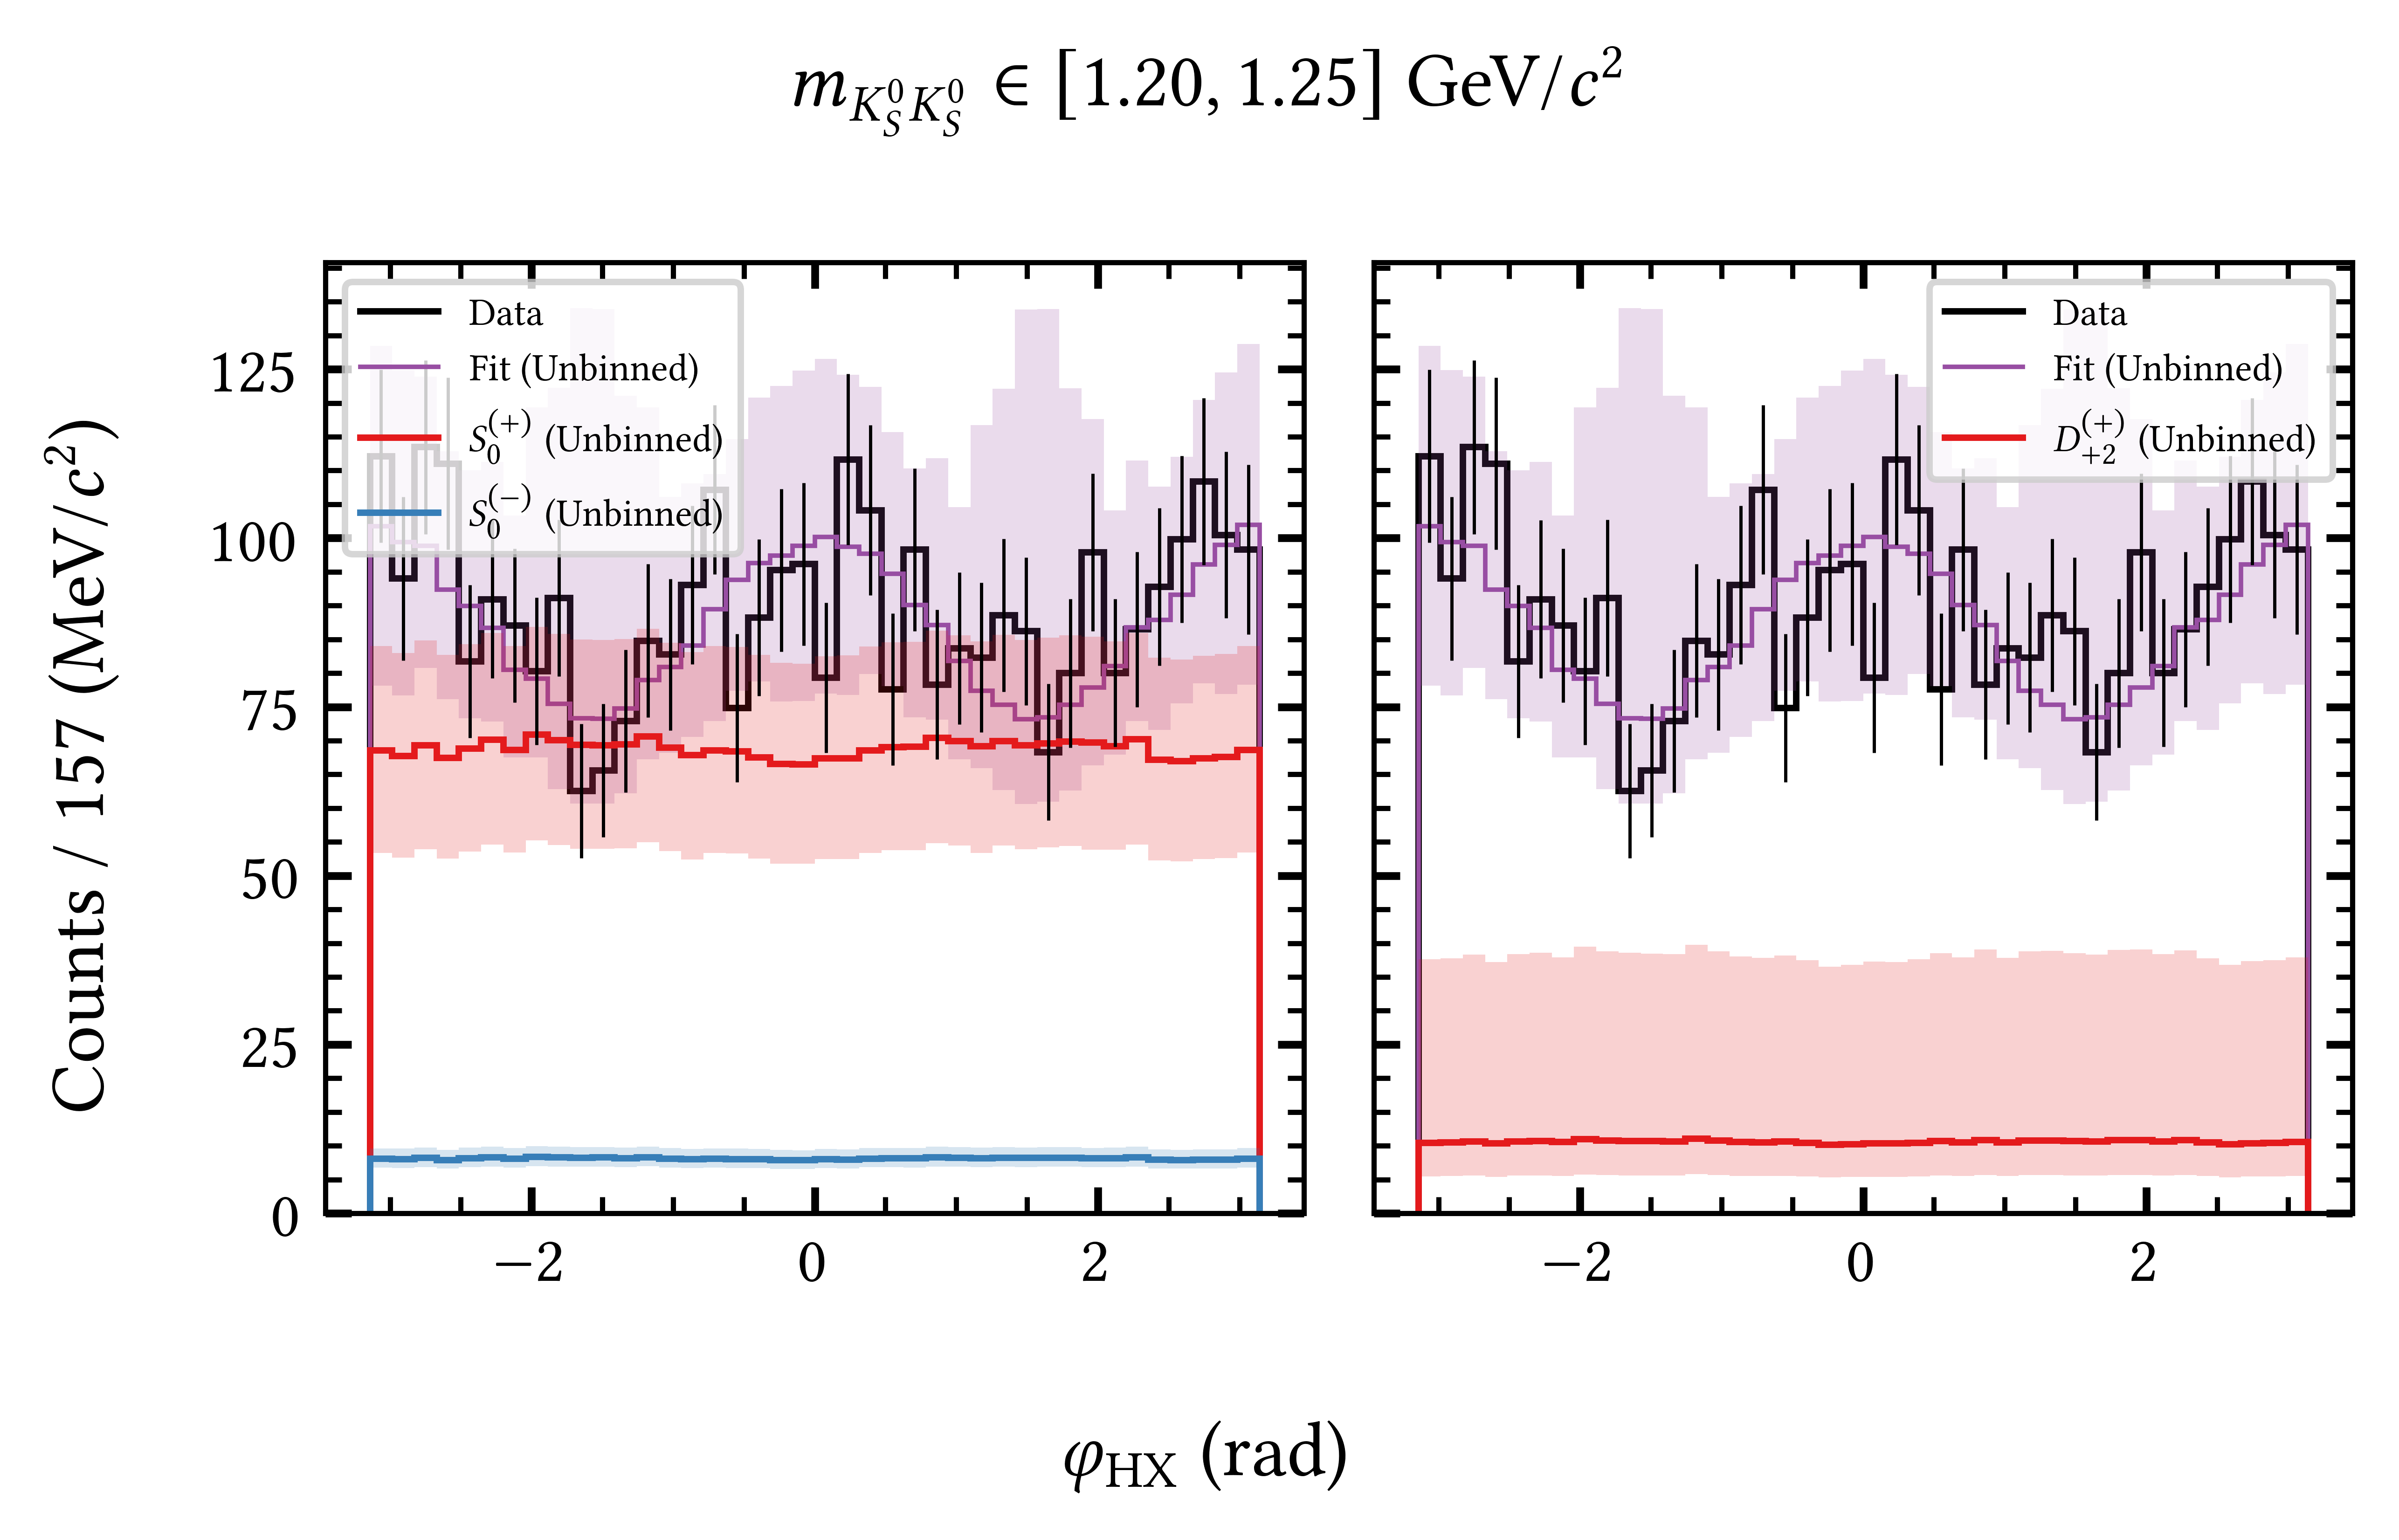 m_{K_S^0 K_S^0} ∈ [1.20, 1.25] GeV/c²
Counts / 157 (MeV/c²)
125
100
75
50
25
0
Data
Fit (Unbinned)
S_0^{(+)} (Unbinned)
S_0^{(−)} (Unbinned)
−2 0 2
Data
Fit (Unbinned)
D_{+2}^{(+)} (Unbinned)
−2 0 2
φ_{HX} (rad)